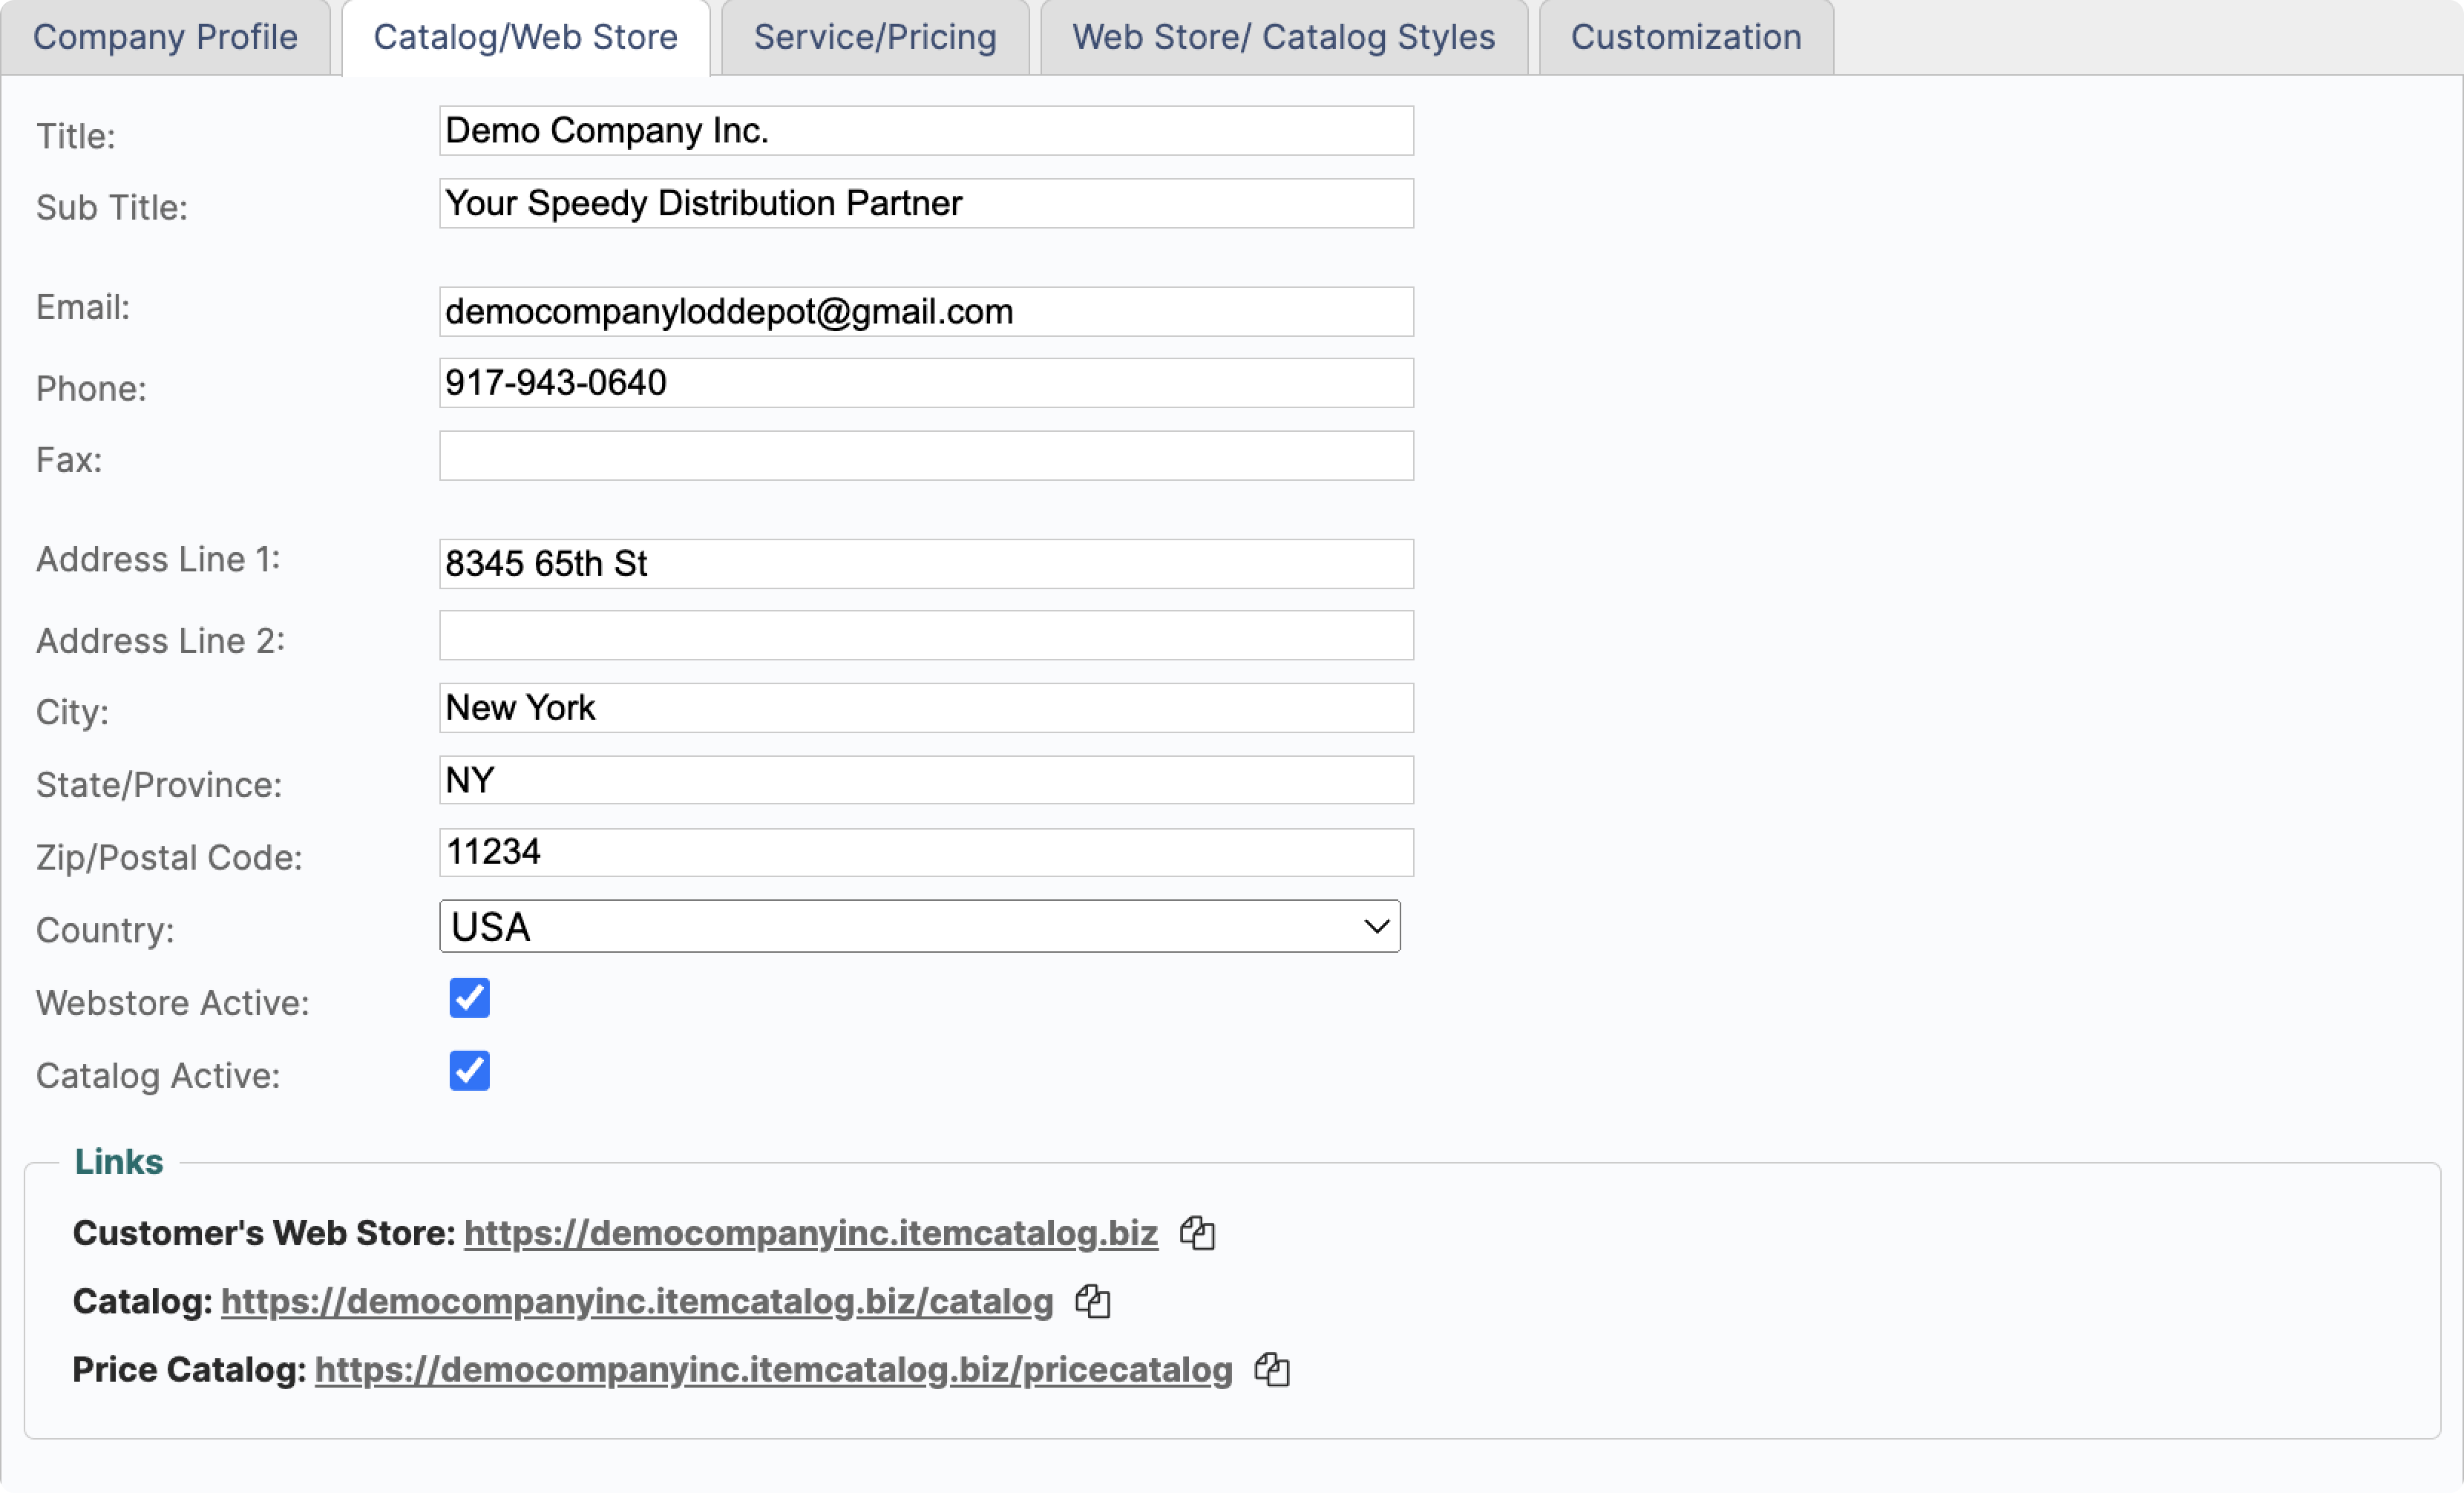 Company Profile Catalog/Web Store Service/Pricing Web Store/ Catalog Styles Customization
Title: Demo Company Inc.
Sub Title: Your Speedy Distribution Partner
Email: democompanyloddepot@gmail.com
Phone: 917-943-0640
Fax:
Address Line 1: 8345 65th St
Address Line 2:
City: New York
State/Province: NY
Zip/Postal Code: 11234
Country: USA
Webstore Active:
Catalog Active:
Links
Customer's Web Store: https://democompanyinc.itemcatalog.biz
Catalog: https://democompanyinc.itemcatalog.biz/catalog
Price Catalog: https://democompanyinc.itemcatalog.biz/pricecatalog